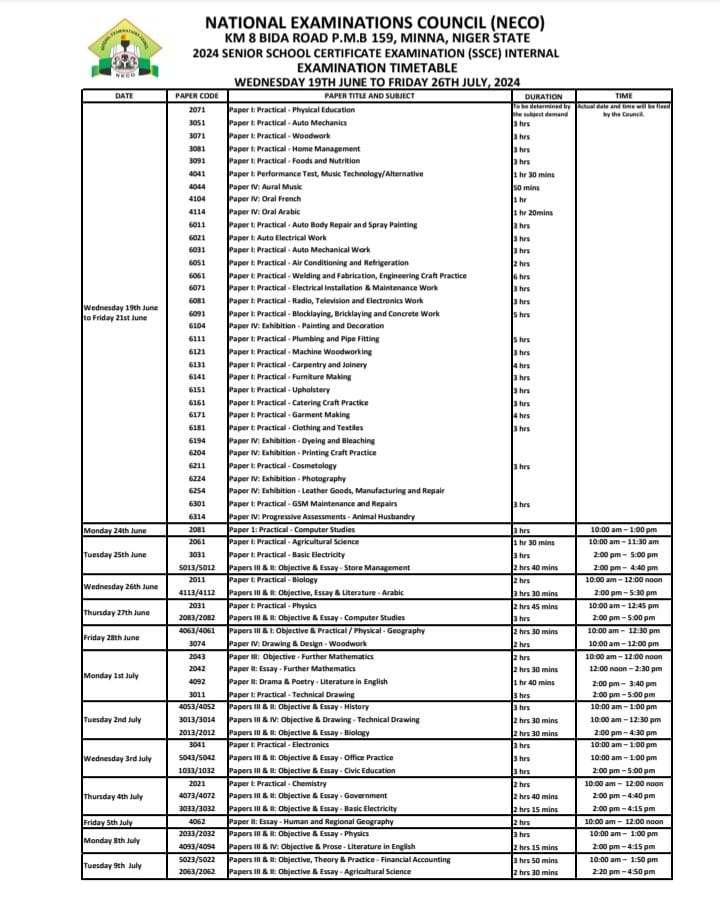 NATIONAL EXAMINATIONS COUNCIL (NECO)
KM 8 BIDA ROAD P.M.B 159, MINNA, NIGER STATE
2024 SENIOR SCHOOL CERTIFICATE EXAMINATION (SSCE) INTERNAL
EXAMINATION TIMETABLE
WEDNESDAY 19TH JUNE TO FRIDAY 26TH JULY, 2024
NECO
DATE PAPER CODE PAPER TITLE AND SUBJECT DURATION TIME
2071 Paper I: Practical - Physical Education To be determined by the subject demand Actual date and time will be fixed by the Council.
3051 Paper I: Practical - Auto Mechanics 3 hrs
3071 Paper I: Practical - Woodwork 3 hrs
3081 Paper I: Practical - Home Management 3 hrs
3091 Paper I: Practical - Foods and Nutrition 3 hrs
4041 Paper I: Performance Test, Music Technology/Alternative 1 hr 30 mins
4044 Paper IV: Aural Music 50 mins
4104 Paper IV: Oral French 1 hr
4114 Paper IV: Oral Arabic 1 hr 20mins
6011 Paper I: Practical - Auto Body Repair and Spray Painting 3 hrs
6021 Paper I: Auto Electrical Work 3 hrs
6031 Paper I: Practical - Auto Mechanical Work 3 hrs
6051 Paper I: Practical - Air Conditioning and Refrigeration 2 hrs
6061 Paper I: Practical - Welding and Fabrication, Engineering Craft Practice 6 hrs
6071 Paper I: Practical - Electrical Installation & Maintenance Work 3 hrs
6081 Paper I: Practical - Radio, Television and Electronics Work 3 hrs
Wednesday 19th June to Friday 21st June
6091 Paper I: Practical - Blocklaying, Bricklaying and Concrete Work 5 hrs
6104 Paper IV: Exhibition - Painting and Decoration
6111 Paper I: Practical - Plumbing and Pipe Fitting 5 hrs
6121 Paper I: Practical - Machine Woodworking 3 hrs
6131 Paper I: Practical - Carpentry and Joinery 4 hrs
6141 Paper I: Practical - Furniture Making 3 hrs
6151 Paper I: Practical - Upholstery 3 hrs
6161 Paper I: Practical - Catering Craft Practice 3 hrs
6171 Paper I: Practical - Garment Making 4 hrs
6181 Paper I: Practical - Clothing and Textiles 3 hrs
6194 Paper IV: Exhibition - Dyeing and Bleaching
6204 Paper IV: Exhibition - Printing Craft Practice
6211 Paper I: Practical - Cosmetology 3 hrs
6224 Paper IV: Exhibition - Photography
6254 Paper IV: Exhibition - Leather Goods, Manufacturing and Repair
6301 Paper I: Practical - GSM Maintenance and Repairs 3 hrs
6314 Paper IV: Progressive Assessments - Animal Husbandry
Monday 24th June 2081 Paper 1: Practical - Computer Studies 3 hrs 10:00 am – 1:00 pm
2061 Paper I: Practical - Agricultural Science 1 hr 30 mins 10:00 am – 11:30 am
Tuesday 25th June 3031 Paper I: Practical - Basic Electricity 3 hrs 2:00 pm – 5:00 pm
5013/5012 Papers III & II: Objective & Essay - Store Management 2 hrs 40 mins 2:00 pm – 4:40 pm
Wednesday 26th June 2011 Paper I: Practical - Biology 2 hrs 10:00 am – 12:00 noon
4113/4112 Papers III & II: Objective, Essay & Literature - Arabic 3 hrs 30 mins 2:00 pm – 5:30 pm
Thursday 27th June 2031 Paper I: Practical - Physics 2 hrs 45 mins 10:00 am – 12:45 pm
2083/2082 Papers III & II: Objective & Essay - Computer Studies 3 hrs 2:00 pm – 5:00 pm
Friday 28th June 4063/4061 Papers III & I: Objective & Practical / Physical - Geography 2 hrs 30 mins 10:00 am – 12:30 pm
3074 Paper IV: Drawing & Design - Woodwork 2 hrs 10:00 am – 12:00 pm
2043 Paper III: Objective - Further Mathematics 2 hrs 10:00 am – 12:00 noon
Monday 1st July 2042 Paper II: Essay - Further Mathematics 2 hrs 30 mins 12:00 noon – 2:30 pm
4092 Paper II: Drama & Poetry - Literature in English 1 hr 40 mins 2:00 pm – 3:40 pm
3011 Paper I: Practical - Technical Drawing 3 hrs 2:00 pm – 5:00 pm
4053/4052 Papers III & II: Objective & Essay - History 3 hrs 10:00 am – 1:00 pm
Tuesday 2nd July 3013/3014 Papers III & IV: Objective & Drawing - Technical Drawing 2 hrs 30 mins 10:00 am – 12:30 pm
2013/2012 Papers III & II: Objective & Essay - Biology 2 hrs 30 mins 2:00 pm – 4:30 pm
3041 Paper I: Practical - Electronics 3 hrs 10:00 am – 1:00 pm
Wednesday 3rd July 5043/5042 Papers III & II: Objective & Essay - Office Practice 3 hrs 10:00 am – 1:00 pm
1033/1032 Papers III & II: Objective & Essay - Civic Education 3 hrs 2:00 pm – 5:00 pm
2021 Paper I: Practical - Chemistry 2 hrs 10:00 am – 12:00 noon
Thursday 4th July 4073/4072 Papers III & II: Objective & Essay - Government 2 hrs 40 mins 2:00 pm – 4:40 pm
3033/3032 Papers III & II: Objective & Essay - Basic Electricity 2 hrs 15 mins 2:00 pm – 4:15 pm
Friday 5th July 4062 Paper II: Essay - Human and Regional Geography 2 hrs 10:00 am – 12:00 noon
Monday 8th July 2033/2032 Papers III & II: Objective & Essay - Physics 3 hrs 10:00 am – 1:00 pm
4093/4094 Papers III & IV: Objective & Prose - Literature in English 2 hrs 15 mins 2:00 pm – 4:15 pm
Tuesday 9th July 5023/5022 Papers III & II: Objective, Theory & Practice - Financial Accounting 3 hrs 50 mins 10:00 am – 1:50 pm
2063/2062 Papers III & II: Objective & Essay - Agricultural Science 2 hrs 30 mins 2:20 pm – 4:50 pm